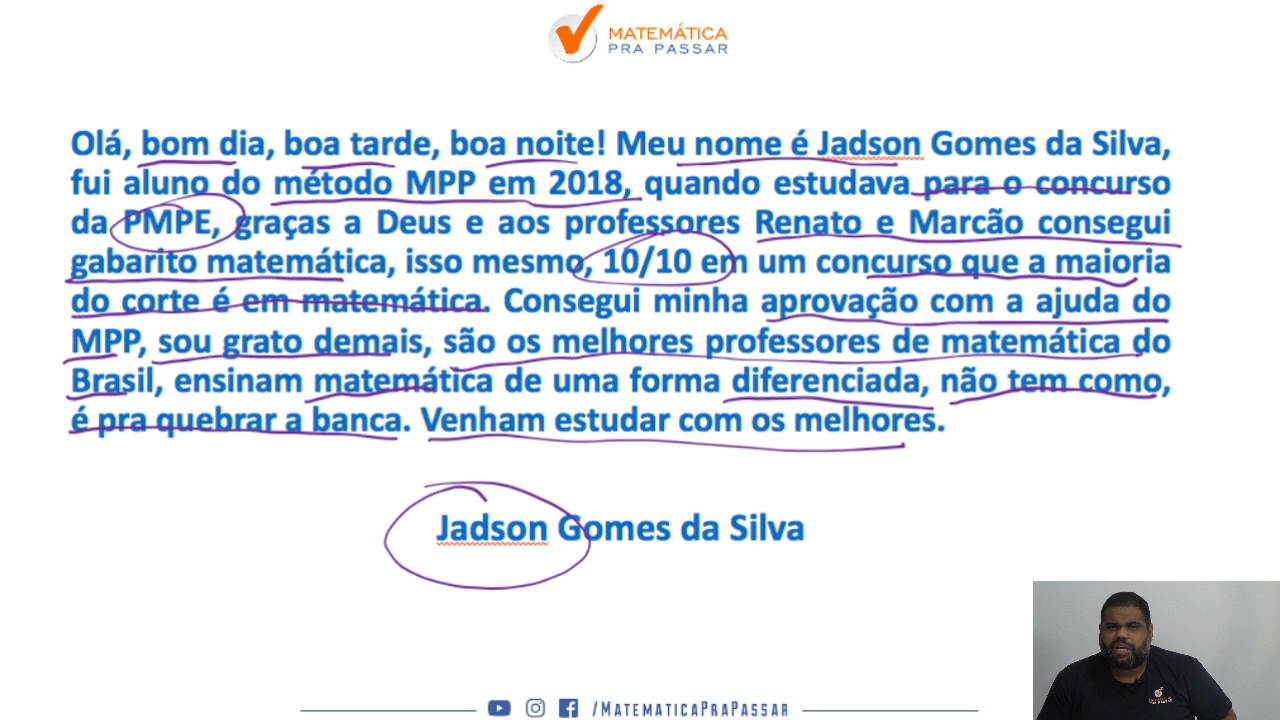 MATEMÁTICA
PRA PASSAR
Olá, bom dia, boa tarde, boa noite! Meu nome é Jadson Gomes da Silva,
fui aluno do método MPP em 2018, quando estudava para o concurso
da PMPE, graças a Deus e aos professores Renato e Marcão consegui
gabarito matemática, isso mesmo, 10/10 em um concurso que a maioria
do corte é em matemática. Consegui minha aprovação com a ajuda do
MPP, sou grato demais, são os melhores professores de matemática do
Brasil, ensinam matemática de uma forma diferenciada, não tem como,
é pra quebrar a banca. Venham estudar com os melhores.
Jadson Gomes da Silva
/MATEMATICAPRAPASSAR